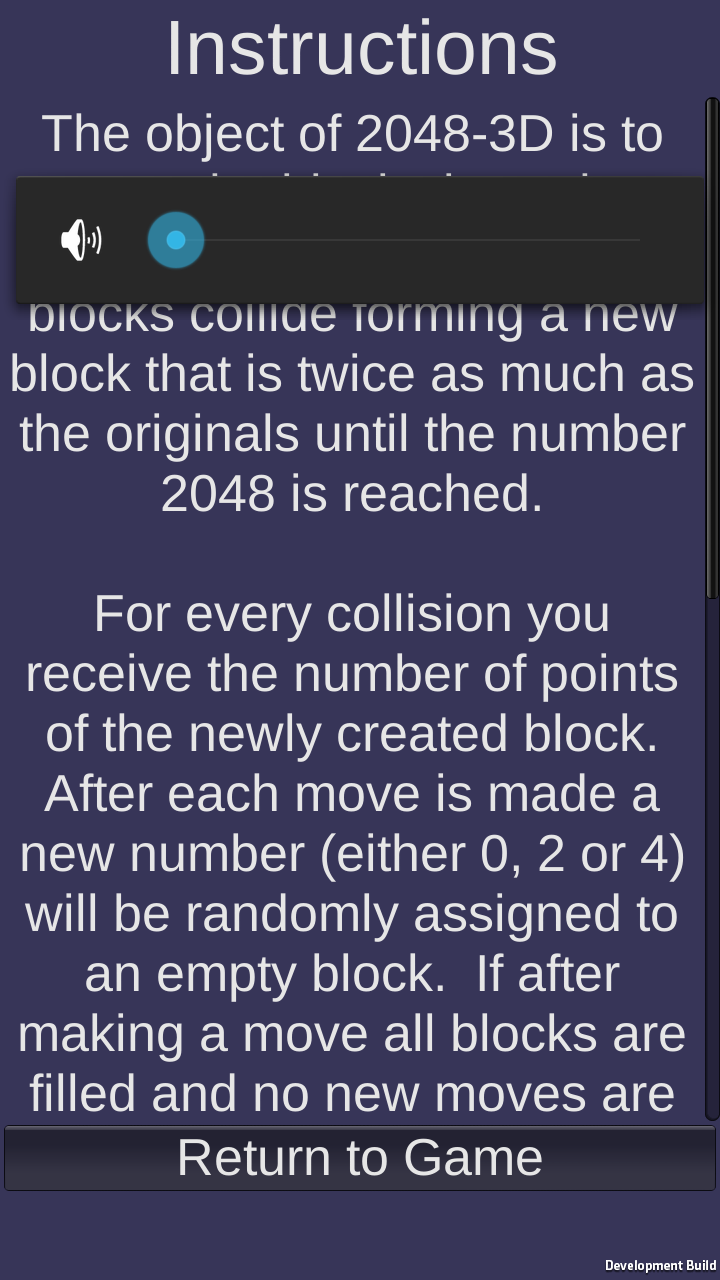 Instructions
The object of 2048-3D is to
blocks collide forming a new
block that is twice as much as
the originals until the number
2048 is reached.
For every collision you
receive the number of points
of the newly created block.
After each move is made a
new number (either 0, 2 or 4)
will be randomly assigned to
an empty block.  If after
making a move all blocks are
filled and no new moves are
Return to Game
Development Build